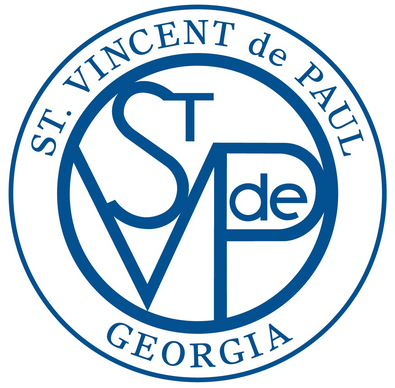 ST. VINCENT de PAUL
ST
V de P
GEORGIA